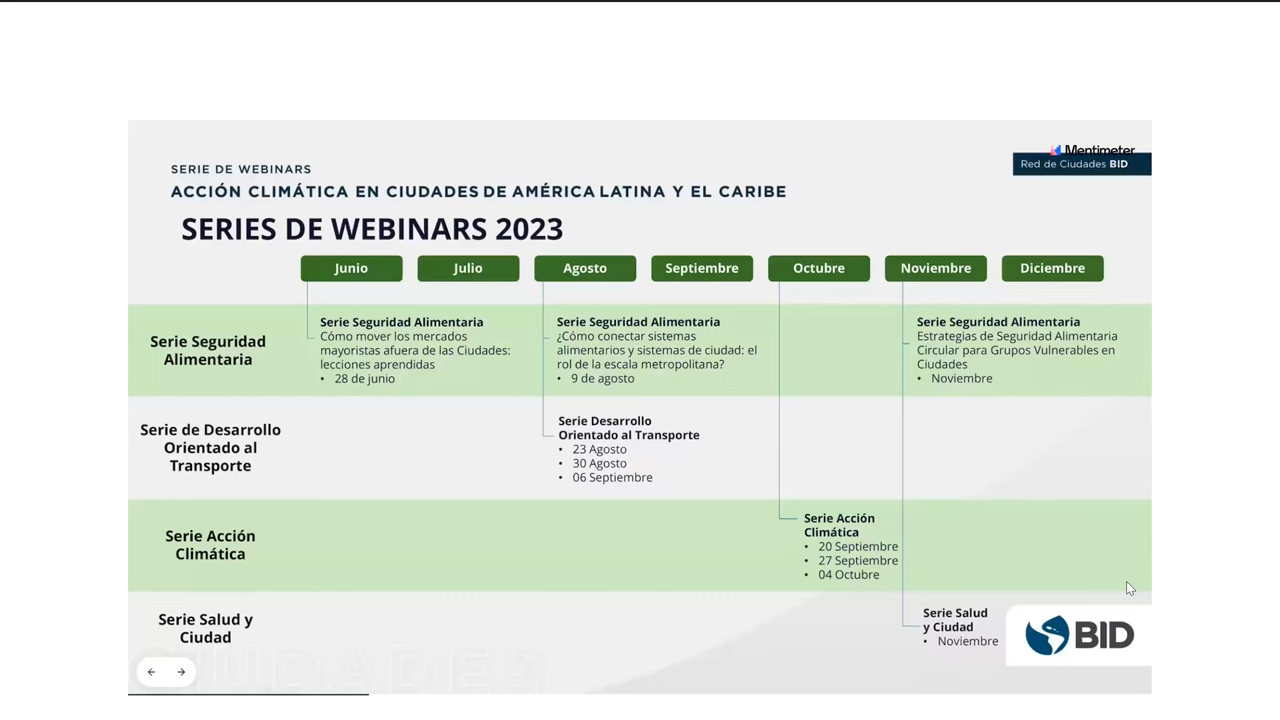 SERIE DE WEBINARS
ACCIÓN CLIMÁTICA EN CIUDADES DE AMÉRICA LATINA Y EL CARIBE
Mentimeter
Red de Ciudades BID
SERIES DE WEBINARS 2023
Junio
Julio
Agosto
Septiembre
Octubre
Noviembre
Diciembre
Serie Seguridad
Alimentaria
Serie Seguridad Alimentaria
Cómo mover los mercados
mayoristas afuera de las Ciudades:
lecciones aprendidas
• 28 de junio
Serie Seguridad Alimentaria
¿Cómo conectar sistemas
alimentarios y sistemas de ciudad: el
rol de la escala metropolitana?
• 9 de agosto
Serie Seguridad Alimentaria
Estrategias de Seguridad Alimentaria
Circular para Grupos Vulnerables en
Ciudades
• Noviembre
Serie de Desarrollo
Orientado al
Transporte
Serie Desarrollo
Orientado al Transporte
• 23 Agosto
• 30 Agosto
• 06 Septiembre
Serie Acción
Climática
Serie Acción
Climática
• 20 Septiembre
• 27 Septiembre
• 04 Octubre
Serie Salud y
Ciudad
Serie Salud
y Ciudad
• Noviembre
BID
CIUDADES